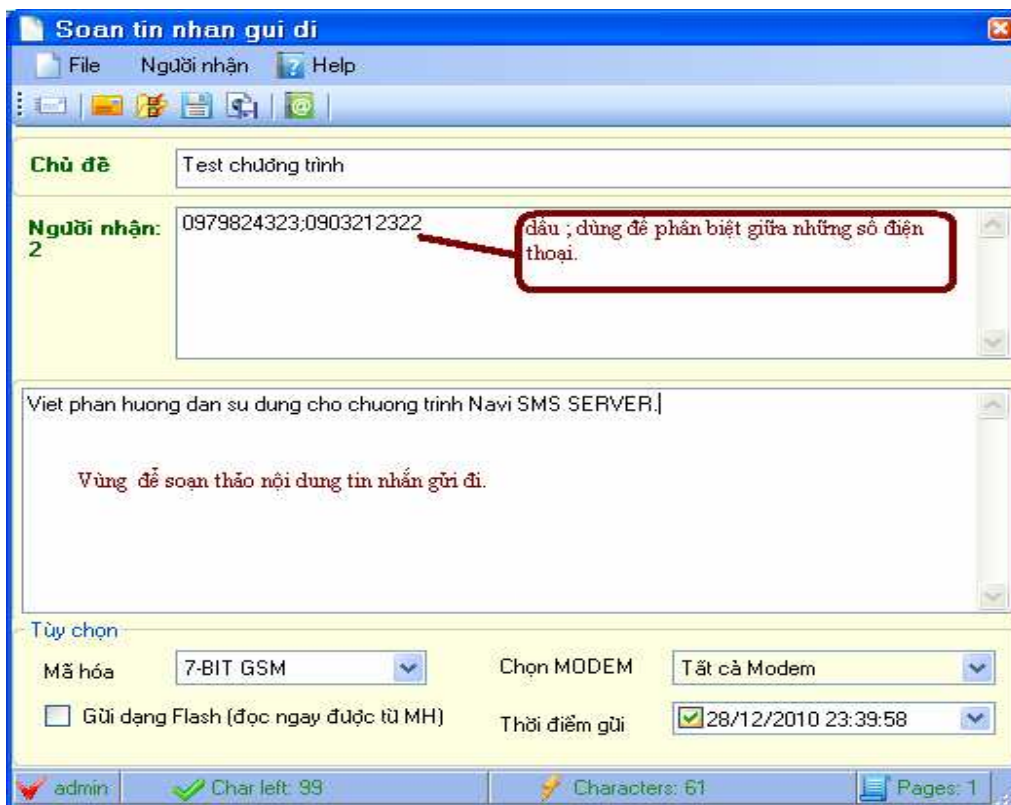 Soan tin nhan gui di
File Người nhận Help
Chủ đề
Test chương trình
Người nhận:
2
0979824323;0903212322
dấu ; dùng để phân biệt giữa những số điện
thoại.
Viet phan huong dan su dung cho chuong trinh Navi SMS SERVER.
Vùng để soạn thảo nội dung tin nhắn gửi đi.
Tùy chọn
Mã hóa 7-BIT GSM Chọn MODEM Tất cả Modem
Gửi dạng Flash (đọc ngay được từ MH) Thời điểm gửi 28/12/2010 23:39:58
admin Char left: 99 Characters: 61 Pages: 1